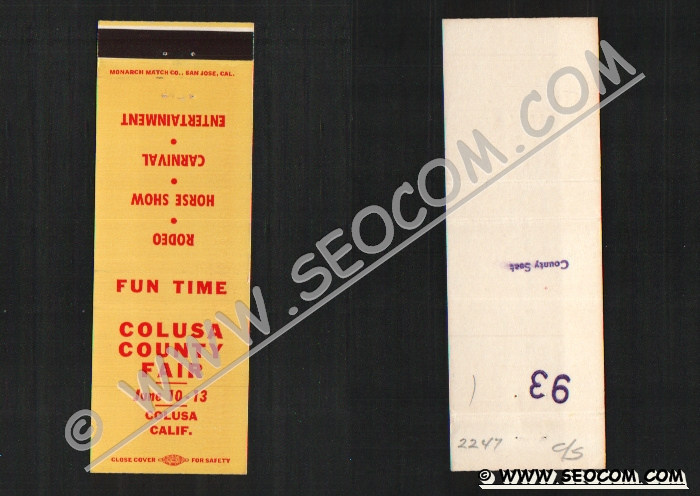 MONARCH MATCH CO., SAN JOSE, CAL.
ENTERTAINMENT
•
CARNIVAL
•
HORSE SHOW
•
RODEO
FUN TIME
COLUSA
COUNTY
FAIR
June 10-13
COLUSA
CALIF.
CLOSE COVER FOR SAFETY
County Seat
93
2247
C/S
© WWW.SEOCOM.COM
© WWW.SEOCOM.COM